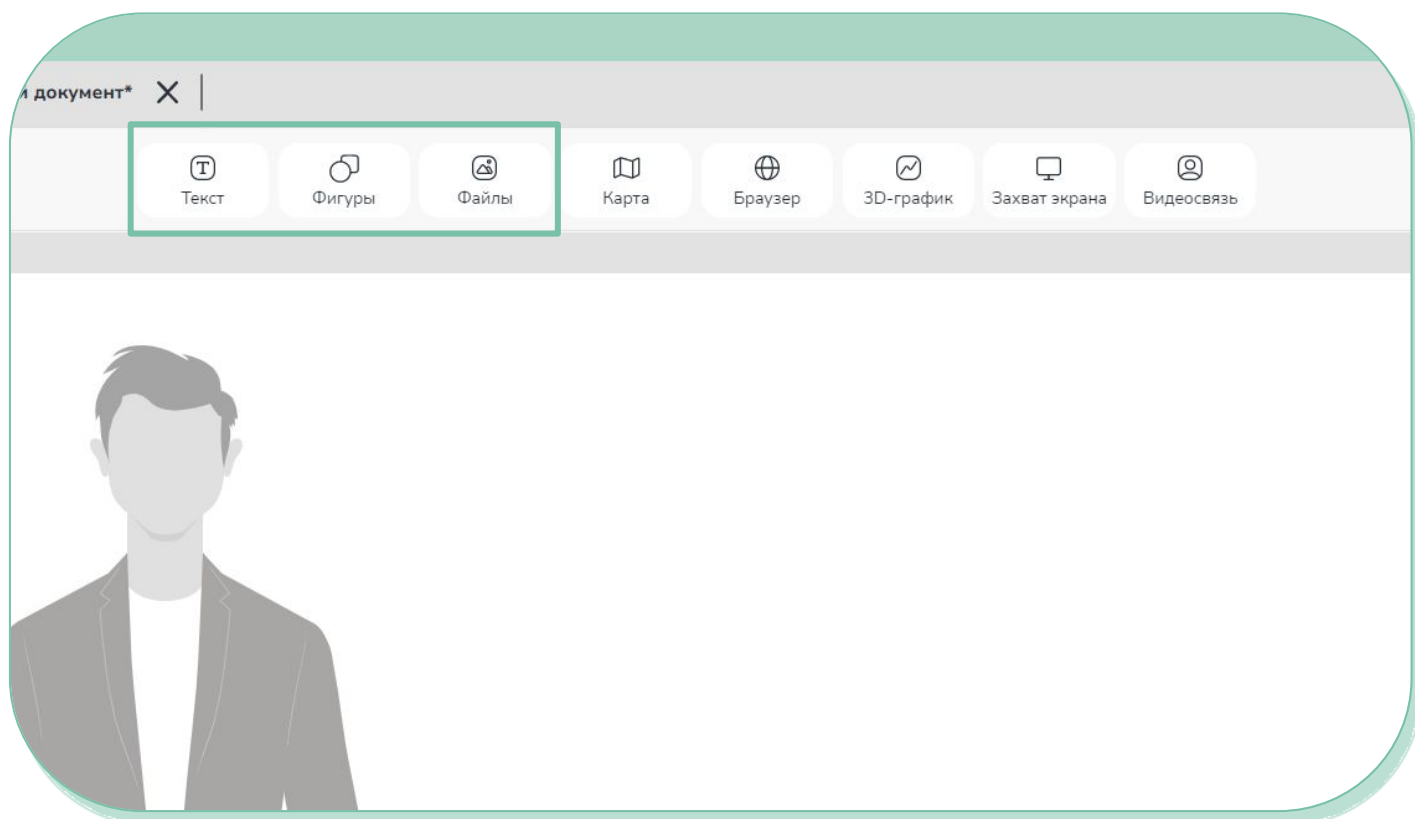 документ*
Текст
Фигуры
Файлы
Карта
Браузер
3D-график
Захват экрана
Видеосвязь